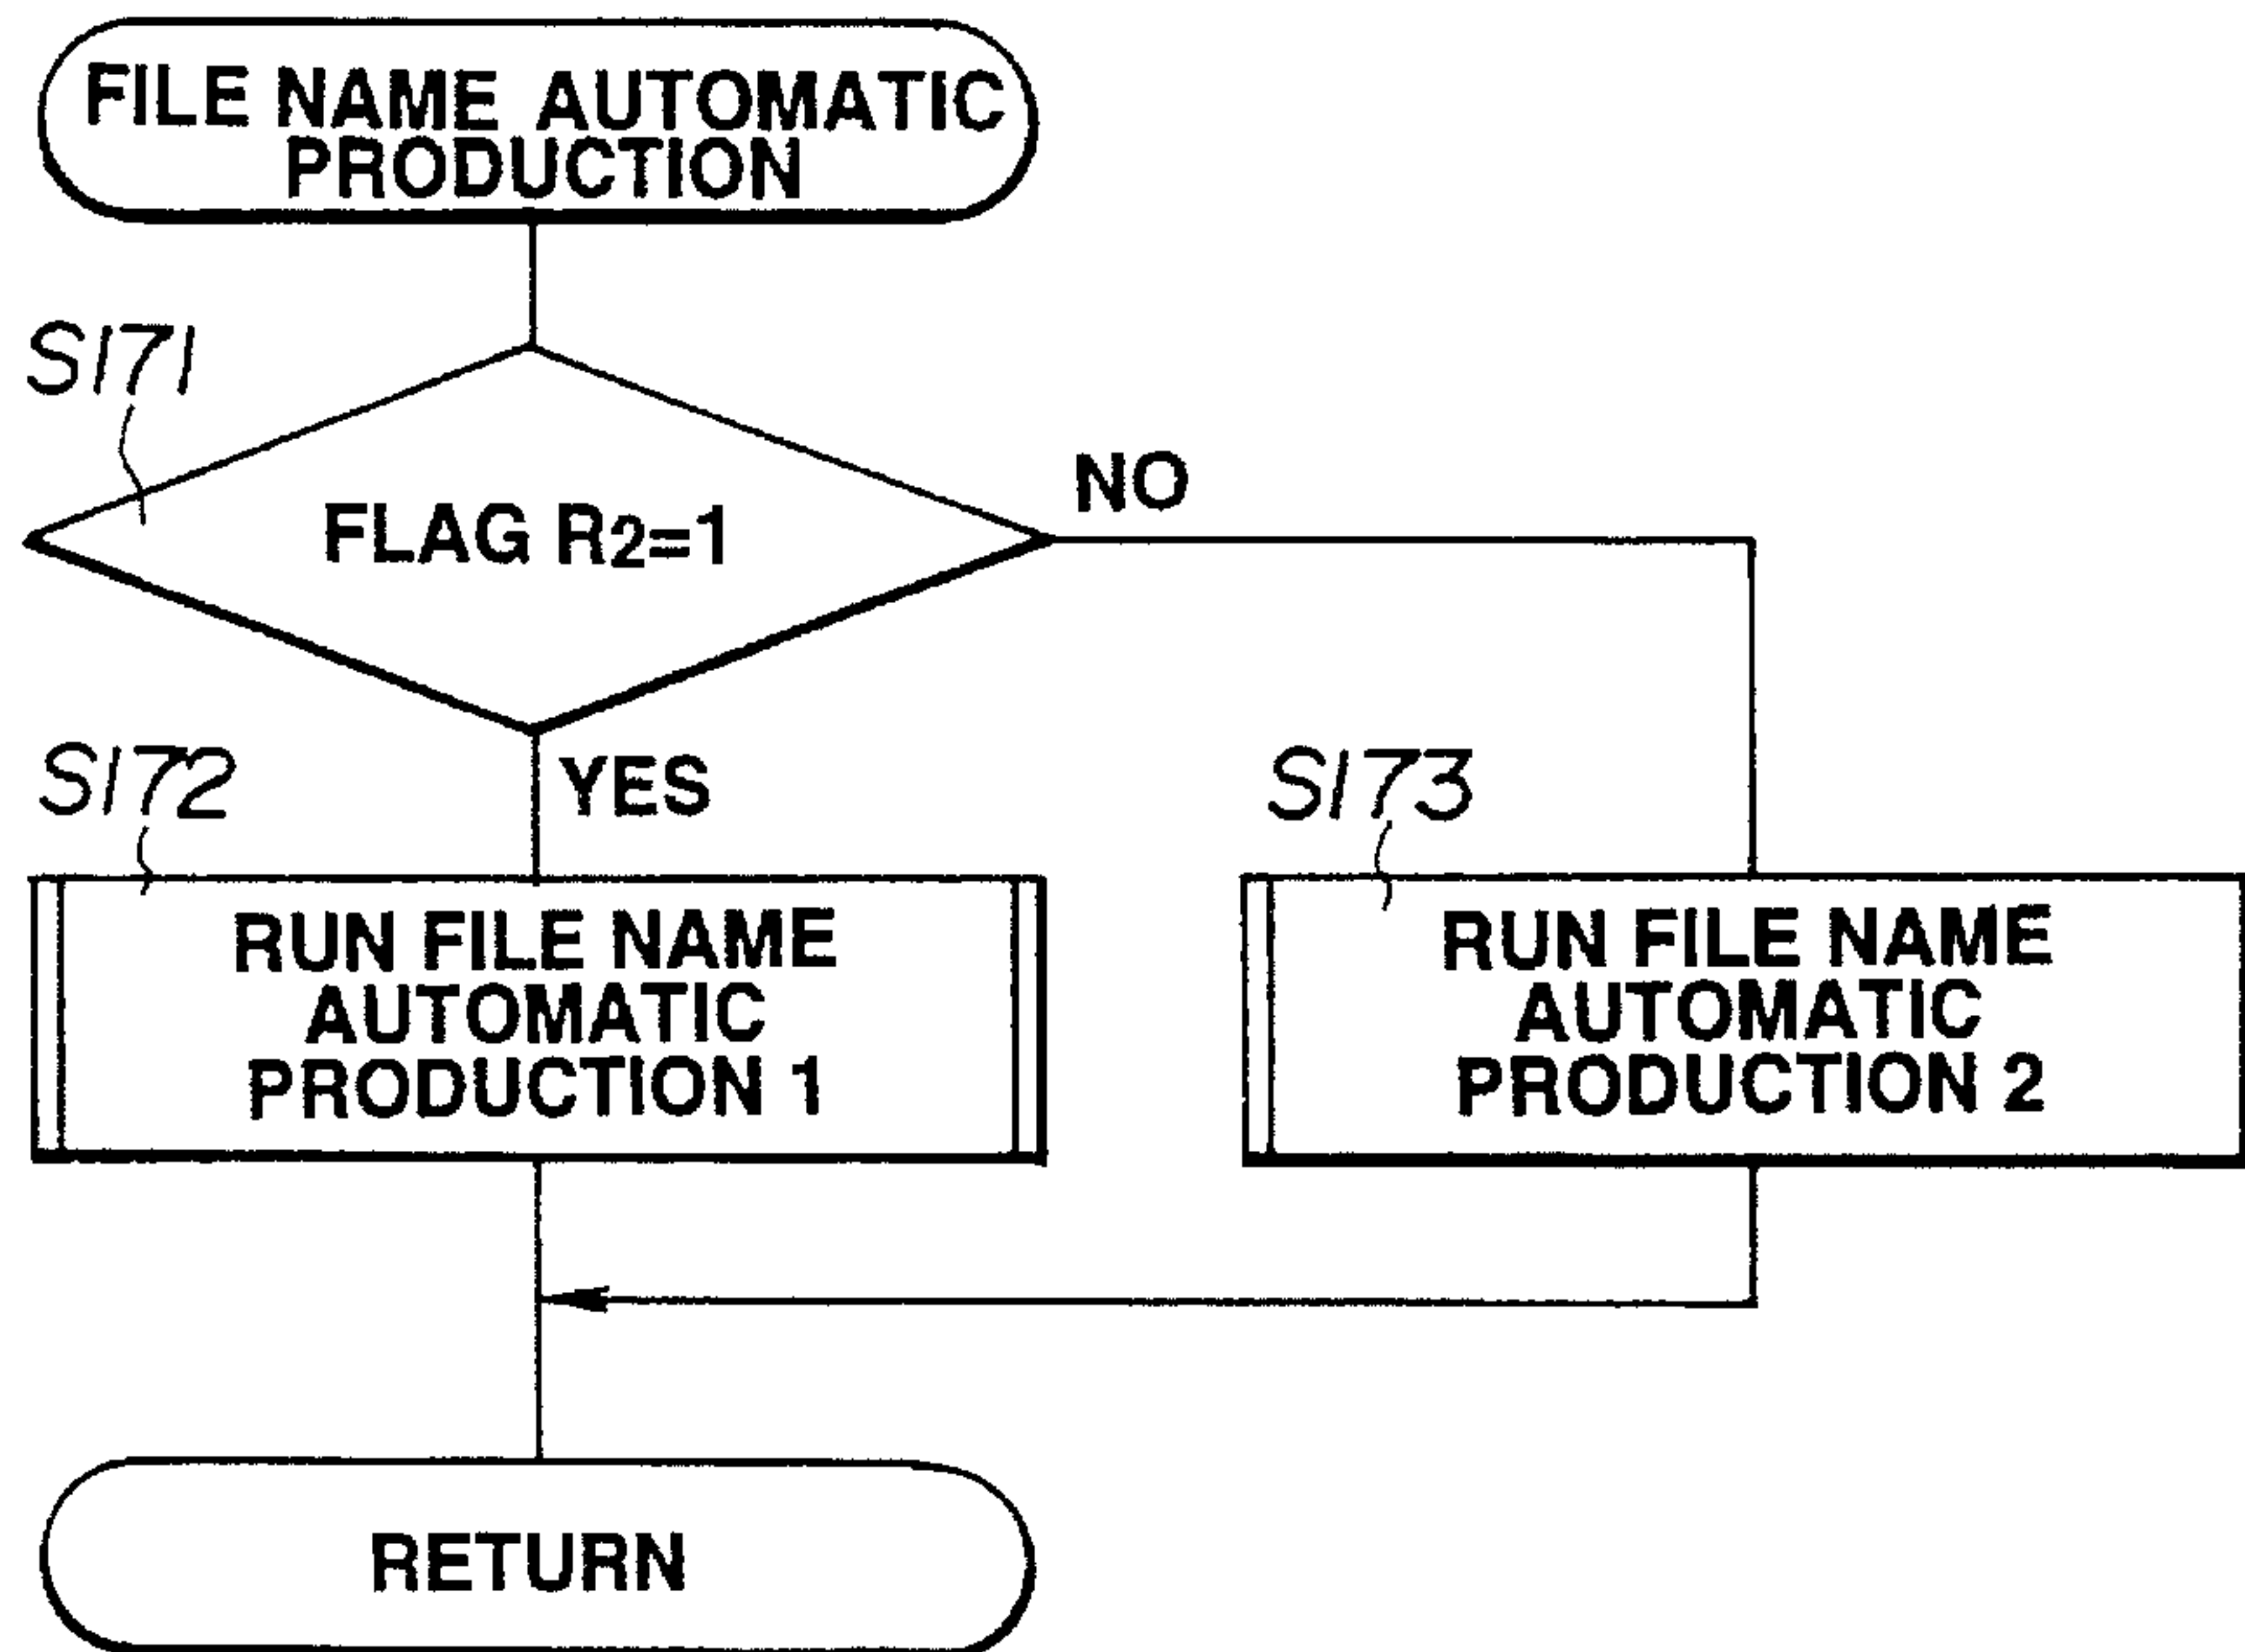 FILE NAME AUTOMATIC
PRODUCTION
S171
FLAG R2=1
NO
S172
YES
S173
RUN FILE NAME
AUTOMATIC
PRODUCTION 1
RUN FILE NAME
AUTOMATIC
PRODUCTION 2
RETURN